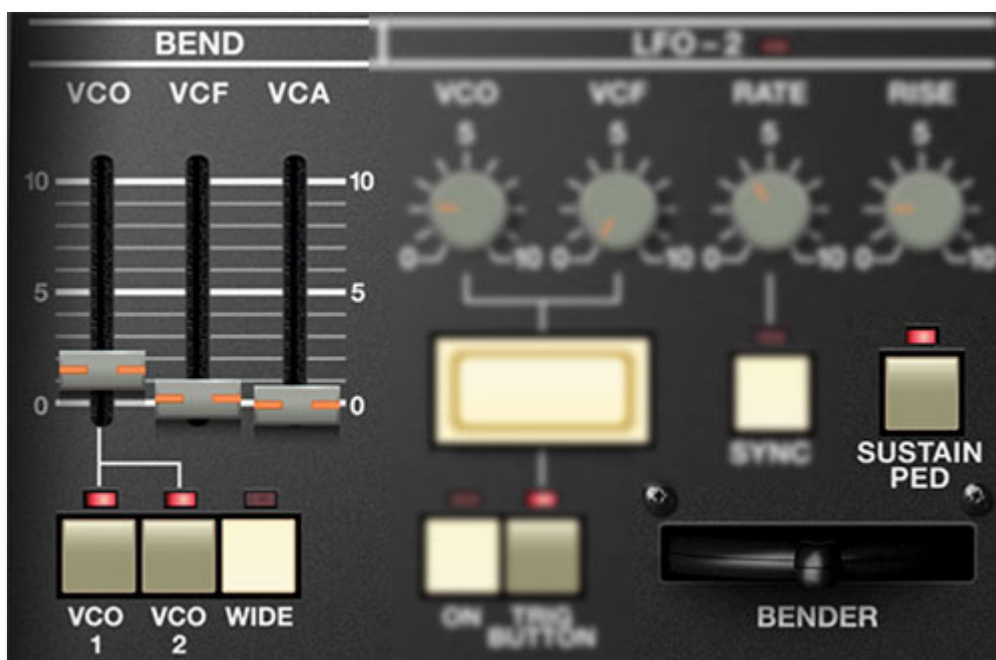 BEND
LFO-2
VCO VCF VCA
VCO VCF RATE RISE
5 5 5 5
10 10
0 10 0 10 0 10 0 10
5 5
0 0
SYNC
SUSTAIN
PED
VCO
1
VCO
2
WIDE
ON
TRIG
BUTTON
BENDER